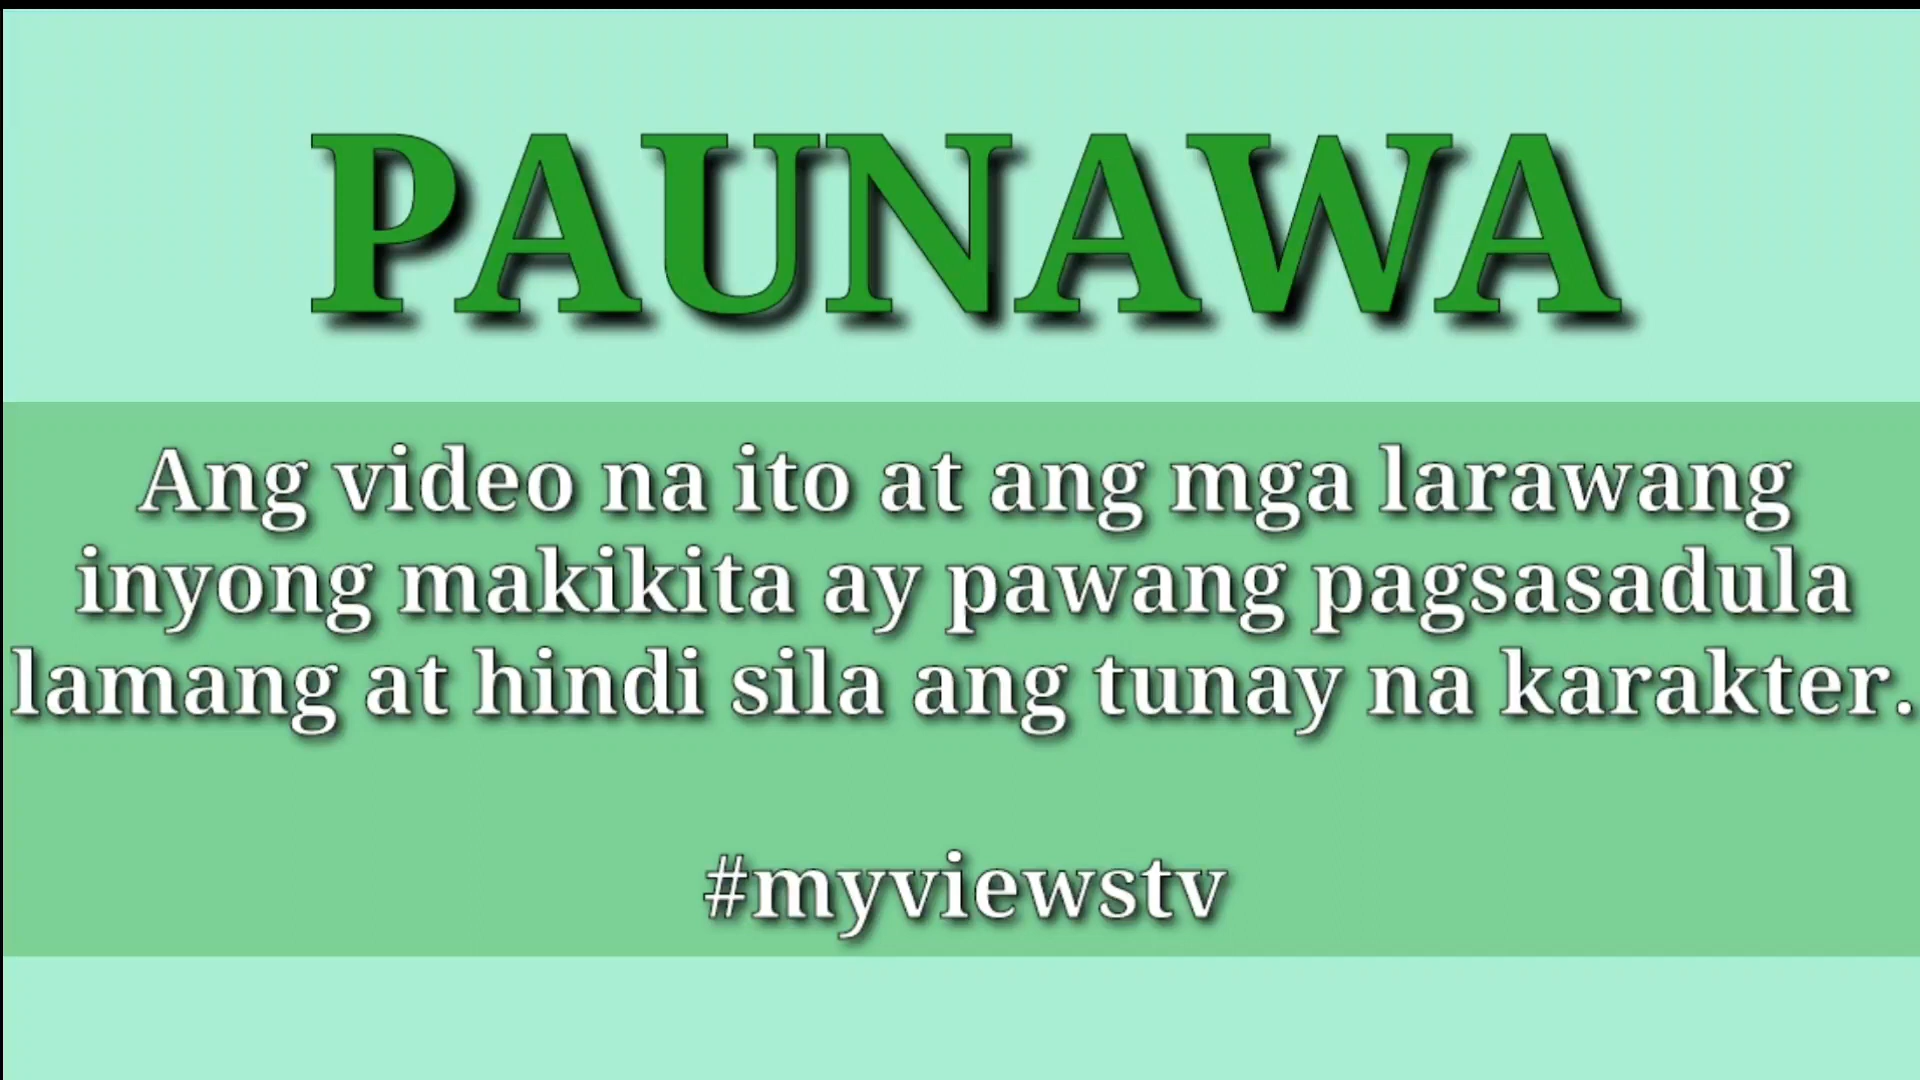 PAUNAWA
Ang video na ito at ang mga larawang
inyong makikita ay pawang pagsasadula
lamang at hindi sila ang tunay na karakter.
#myviewstv